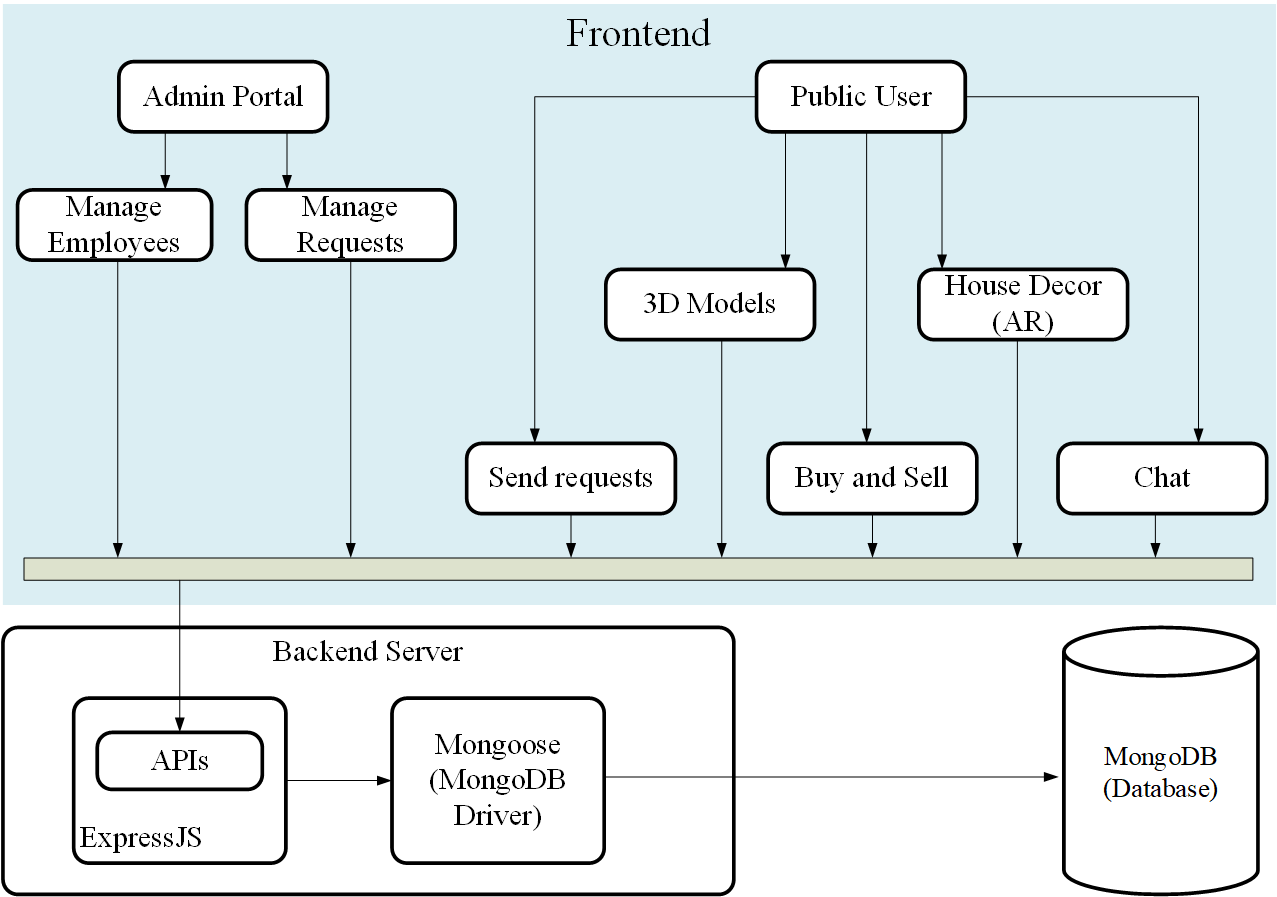 Frontend
Admin Portal
Public User
Manage
Employees
Manage
Requests
3D Models
House Decor
(AR)
Send requests
Buy and Sell
Chat
Backend Server
APIs
ExpressJS
Mongoose
(MongoDB
Driver)
MongoDB
(Database)